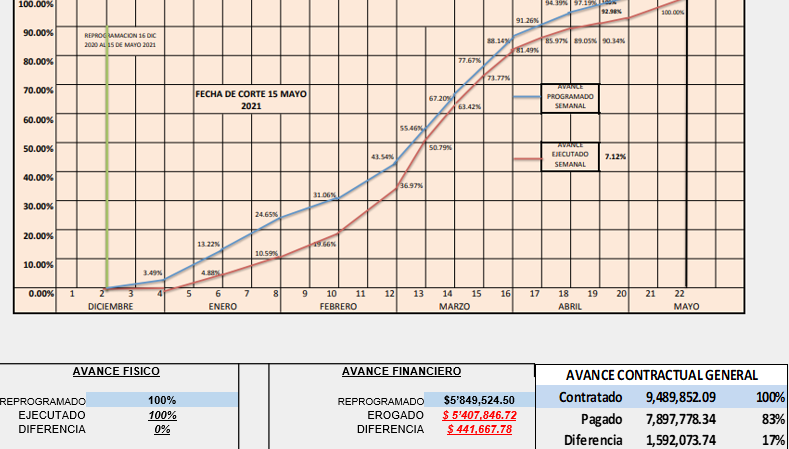 100.00%
94.39% 97.19% 100%
92.98%
100.00%
91.26%
90.00%
REPROGRAMACION 16 DIC
2020 AL 15 DE MAYO 2021
88.14%
81.49% 85.97% 89.05% 90.34%
80.00%
77.67%
73.77%
70.00%
FECHA DE CORTE 15 MAYO
2021
67.20%
63.42%
AVANCE
PROGRAMADO
SEMANAL
60.00%
55.46%
50.79%
50.00%
AVANCE
EJECUTADO
SEMANAL
7.12%
43.54%
40.00%
36.97%
31.06%
30.00%
24.65%
20.00%
19.66%
13.22%
10.59%
10.00%
3.49%
4.88%
0.00% 1 2 3 4 5 6 7 8 9 10 11 12 13 14 15 16 17 18 19 20 21 22
DICIEMBRE ENERO FEBRERO MARZO ABRIL MAYO
AVANCE FISICO
REPROGRAMADO 100%
EJECUTADO 100%
DIFERENCIA 0%
AVANCE FINANCIERO
REPROGRAMADO $5'849,524.50
EROGADO $ 5'407,846.72
DIFERENCIA $ 441,667.78
AVANCE CONTRACTUAL GENERAL
Contratado 9,489,852.09 100%
Pagado 7,897,778.34 83%
Diferencia 1,592,073.74 17%